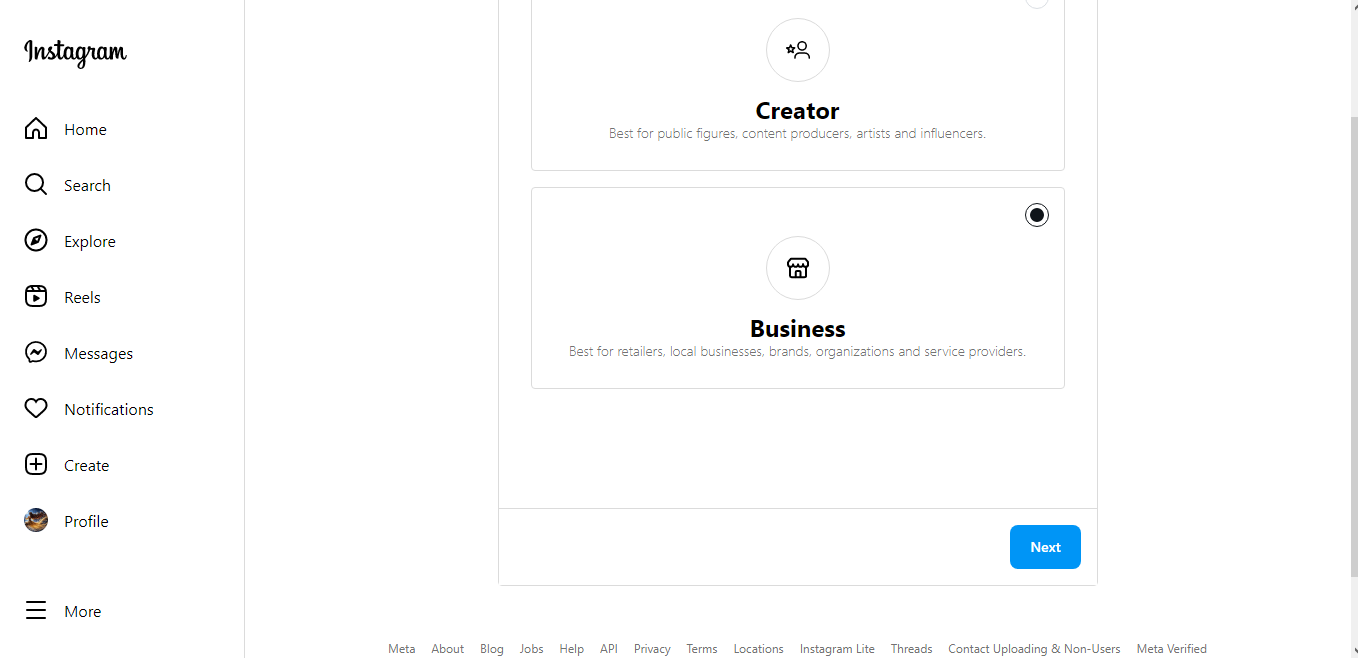 Instagram
Home
Search
Explore
Reels
Messages
Notifications
Create
Profile
More
Creator
Best for public figures, content producers, artists and influencers.
Business
Best for retailers, local businesses, brands, organizations and service providers.
Next
Meta About Blog Jobs Help API Privacy Terms Locations Instagram Lite Threads Contact Uploading & Non-Users Meta Verified